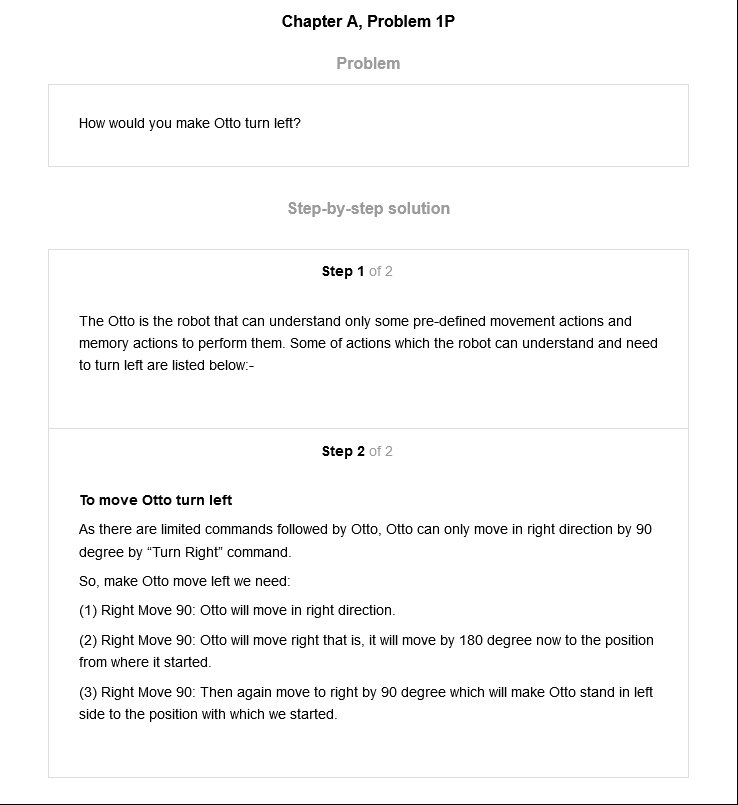 Chapter A, Problem 1P
Problem
How would you make Otto turn left?
Step-by-step solution
Step 1 of 2
The Otto is the robot that can understand only some pre-defined movement actions and
memory actions to perform them. Some of actions which the robot can understand and need
to turn left are listed below:-
Step 2 of 2
To move Otto turn left
As there are limited commands followed by Otto, Otto can only move in right direction by 90
degree by “Turn Right” command.
So, make Otto move left we need:
(1) Right Move 90: Otto will move in right direction.
(2) Right Move 90: Otto will move right that is, it will move by 180 degree now to the position
from where it started.
(3) Right Move 90: Then again move to right by 90 degree which will make Otto stand in left
side to the position with which we started.